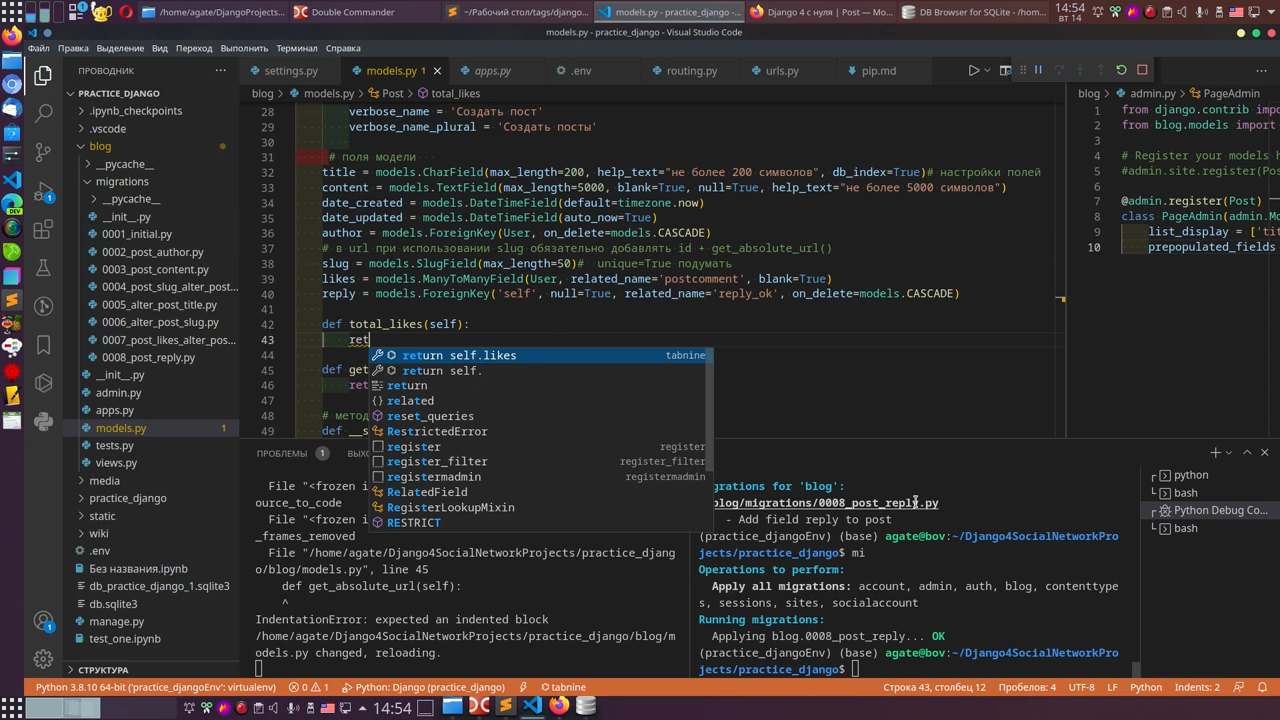 /home/agate/DjangoProjects...
Double Commander
~/Рабочий стол/tags/django...
models.py - practice_django -...
Django 4 с нуля | Post — Mo...
DB Browser for SQLite - /hom...
14:54
вт 14
models.py - practice_django - Visual Studio Code
Файл Правка Выделение Вид Переход Выполнить Терминал Справка
ПРОВОДНИК ...
settings.py
models.py 1
apps.py
.env
routing.py
urls.py
pip.md
PRACTICE_DJANGO
.ipynb_checkpoints
.vscode
blog
__pycache__
migrations
__pycache__
__init__.py
0001_initial.py
0002_post_author.py
0003_post_content.py
0004_post_slug_alter_post...
0005_alter_post_title.py
0006_alter_post_slug.py
0007_post_likes_alter_pos...
0008_post_reply.py
__init__.py
admin.py
apps.py
models.py 1
tests.py
views.py
media
practice_django
static
wiki
.env
Без названия.ipynb
db_practice_django_1.sqlite3
db.sqlite3
manage.py
test_one.ipynb
СТРУКТУРА
blog > models.py > Post > total_likes
28 verbose_name = 'Создать пост'
29 verbose_name_plural = 'Создать посты'
30
31 # поля модели
32 title = models.CharField(max_length=200, help_text="не более 200 символов", db_index=True)# настройки полей
33 content = models.TextField(max_length=5000, blank=True, null=True, help_text="не более 5000 символов")
34 date_created = models.DateTimeField(default=timezone.now)
35 date_updated = models.DateTimeField(auto_now=True)
36 author = models.ForeignKey(User, on_delete=models.CASCADE)
37 # в url при использовании slug обязательно добавлять id + get_absolute_url()
38 slug = models.SlugField(max_length=50)# unique=True подумать
39 likes = models.ManyToManyField(User, related_name='postcomment', blank=True)
40 reply = models.ForeignKey('self', null=True, related_name='reply_ok', on_delete=models.CASCADE)
41
42 def total_likes(self):
43 ret
44
45 def get
46 ret
47
48 # метод
49 def __s
return self.likes tabnine
return self.
return
related
reset_queries
RestrictedError
register register
register_filter register_filter
registermadmin registermadmin
RelatedField
RegisterLookupMixin
RESTRICT
blog > admin.py > PageAdmin
1 from django.contrib impo
2 from blog.models import
3
4 # Register your models h
5 #admin.site.register(Pos
6
7 @admin.register(Post)
8 class PageAdmin(admin.Mo
9 list_display = ['tit
10 prepopulated_fields
ПРОБЛЕМЫ 1 ВЫХ
File "<frozen i
ource_to_code
File "<frozen i
_frames_removed
File "/home/agate/Django4SocialNetworkProjects/practice_djang
o/blog/models.py", line 45
def get_absolute_url(self):
^
IndentationError: expected an indented block
/home/agate/Django4SocialNetworkProjects/practice_django/blog/m
odels.py changed, reloading.
grations for 'blog':
blog/migrations/0008_post_reply.py
- Add field reply to post
(practice_djangoEnv) (base) agate@bov:~/Django4SocialNetworkPro
jects/practice_django$ mi
Operations to perform:
Apply all migrations: account, admin, auth, blog, contenttype
s, sessions, sites, socialaccount
Running migrations:
Applying blog.0008_post_reply... OK
(practice_djangoEnv) (base) agate@bov:~/Django4SocialNetworkPro
jects/practice_django$
python
bash
Python Debug Co...
bash
Python 3.8.10 64-bit ('practice_djangoEnv': virtualenv) 0 1 Python: Django (practice_django) tabnine
Строка 43, столбец 12 Пробелов: 4 UTF-8 LF Python Indents: 2
14:54